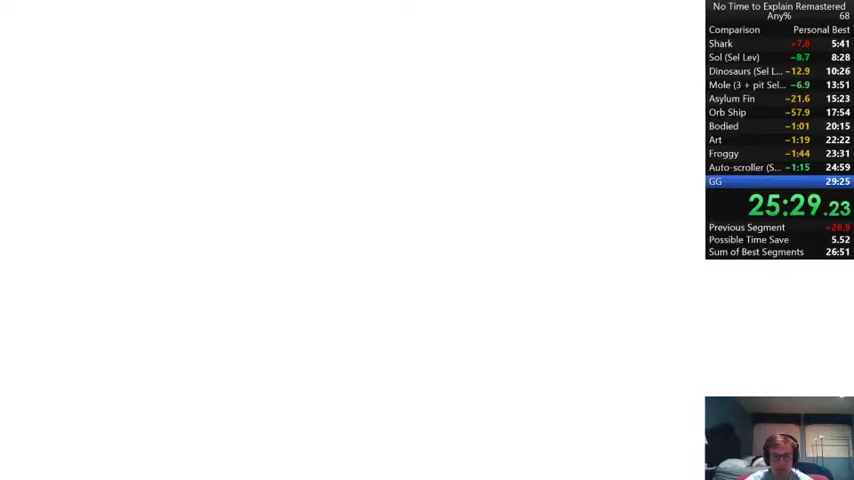 No Time to Explain Remastered
Any% 68
Comparison Personal Best
Shark +7.8 5:41
Sol (Sel Lev) −8.7 8:28
Dinosaurs (Sel L... −12.9 10:26
Mole (3 + pit Sel... −6.9 13:51
Asylum Fin −21.6 15:23
Orb Ship −57.9 17:54
Bodied −1:01 20:15
Art −1:19 22:22
Froggy −1:44 23:31
Auto-scroller (S... −1:15 24:59
GG 29:25
25:29.23
Previous Segment +28.9
Possible Time Save 5.52
Sum of Best Segments 26:51